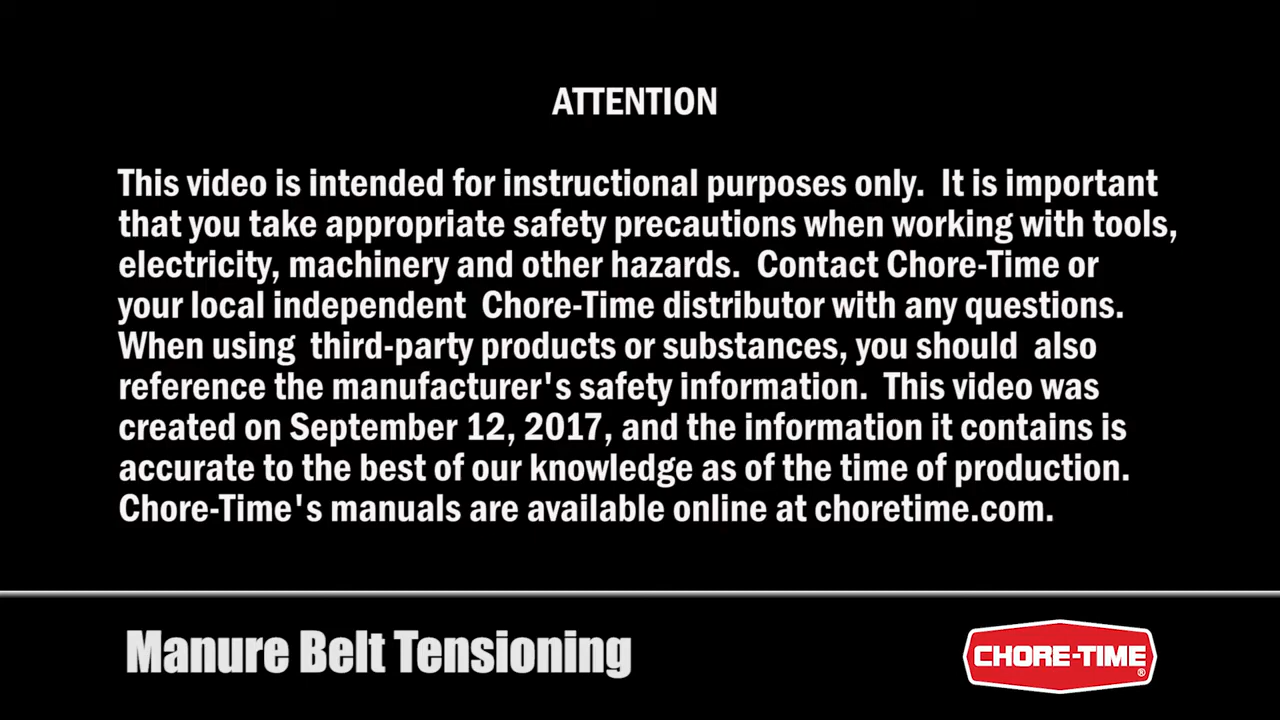 ATTENTION
This video is intended for instructional purposes only.  It is important
that you take appropriate safety precautions when working with tools,
electricity, machinery and other hazards.  Contact Chore-Time or
your local independent  Chore-Time distributor with any questions.
When using  third-party products or substances, you should  also
reference the manufacturer's safety information.  This video was
created on September 12, 2017, and the information it contains is
accurate to the best of our knowledge as of the time of production.
Chore-Time's manuals are available online at choretime.com.
Manure Belt Tensioning
CHORE-TIME®